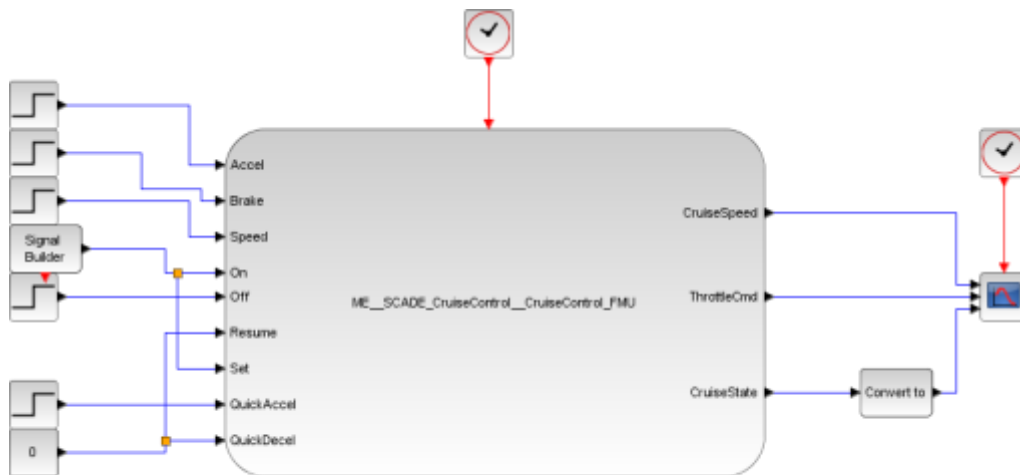 Accel
Brake
CruiseSpeed
Speed
Signal
Builder
On
Off
ME__SCADE_CruiseControl__CruiseControl_FMU
ThrottleCmd
Resume
Set
CruiseState
Convert to
QuickAccel
QuickDecel
0